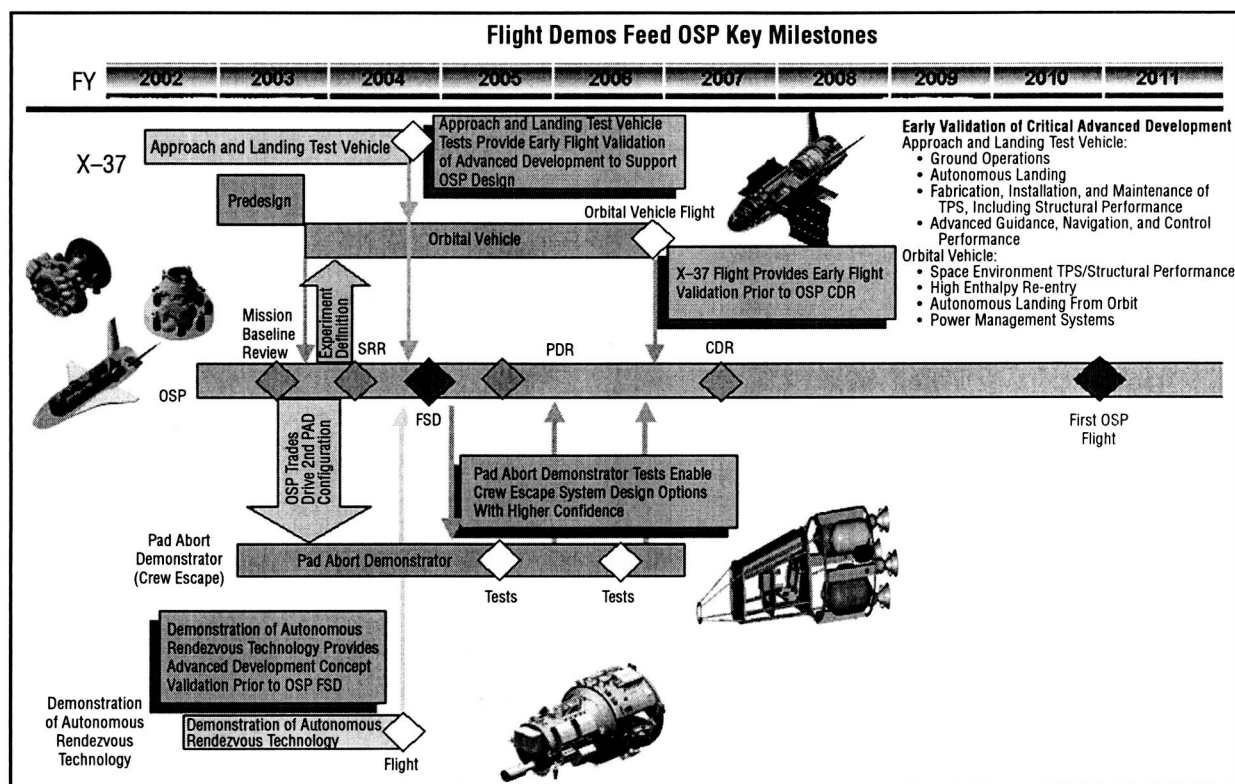 Flight Demos Feed OSP Key Milestones
FY 2002 2003 2004 2005 2006 2007 2008 2009 2010 2011
X–37
Approach and Landing Test Vehicle
Approach and Landing Test Vehicle
Tests Provide Early Flight Validation
of Advanced Development to Support
OSP Design
Predesign
Orbital Vehicle Flight
Orbital Vehicle
X–37 Flight Provides Early Flight
Validation Prior to OSP CDR
Early Validation of Critical Advanced Development
Approach and Landing Test Vehicle:
• Ground Operations
• Autonomous Landing
• Fabrication, Installation, and Maintenance of
TPS, Including Structural Performance
• Advanced Guidance, Navigation, and Control
Performance
Orbital Vehicle:
• Space Environment TPS/Structural Performance
• High Enthalpy Re-entry
• Autonomous Landing From Orbit
• Power Management Systems
Mission
Baseline
Review
Experiment
Definition
SRR
PDR
CDR
OSP
FSD
First OSP
Flight
OSP Trades
Drive 2nd PAD
Configuration
Pad Abort Demonstrator Tests Enable
Crew Escape System Design Options
With Higher Confidence
Pad Abort
Demonstrator
(Crew Escape)
Pad Abort Demonstrator
Tests
Tests
Demonstration of Autonomous
Rendezvous Technology Provides
Advanced Development Concept
Validation Prior to OSP FSD
Demonstration
of Autonomous
Rendezvous
Technology
Demonstration of Autonomous
Rendezvous Technology
Flight